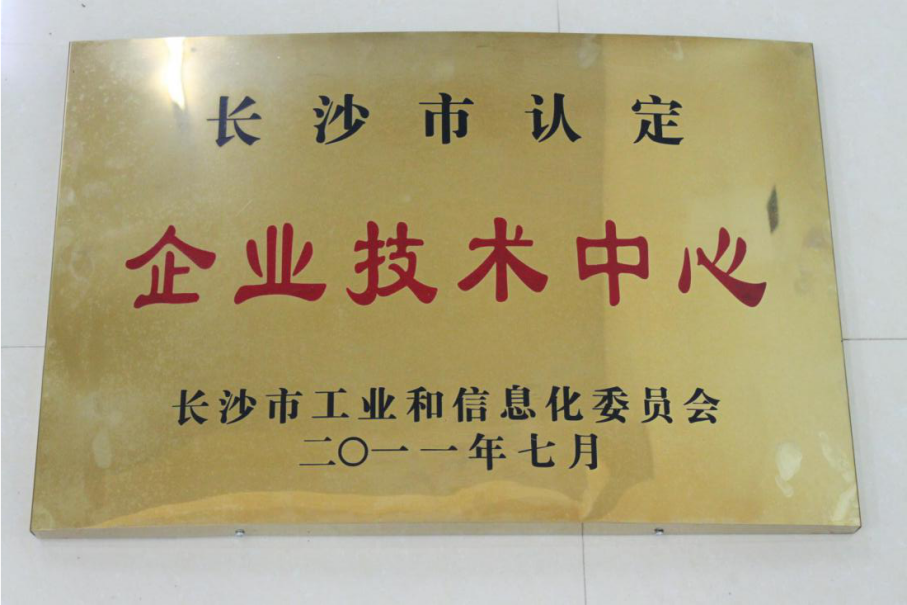 长沙市认定
企业技术中心
长沙市工业和信息化委员会
二〇一一年七月